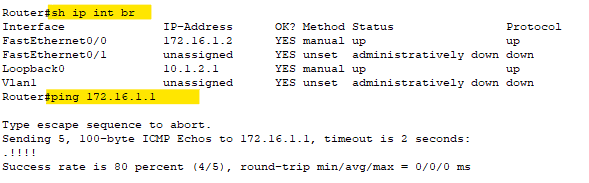 Router#sh ip int br
Interface IP-Address OK? Method Status Protocol
FastEthernet0/0 172.16.1.2 YES manual up up
FastEthernet0/1 unassigned YES unset administratively down down
Loopback0 10.1.2.1 YES manual up up
Vlan1 unassigned YES unset administratively down down
Router#ping 172.16.1.1
Type escape sequence to abort.
Sending 5, 100-byte ICMP Echos to 172.16.1.1, timeout is 2 seconds:
.!!!!
Success rate is 80 percent (4/5), round-trip min/avg/max = 0/0/0 ms